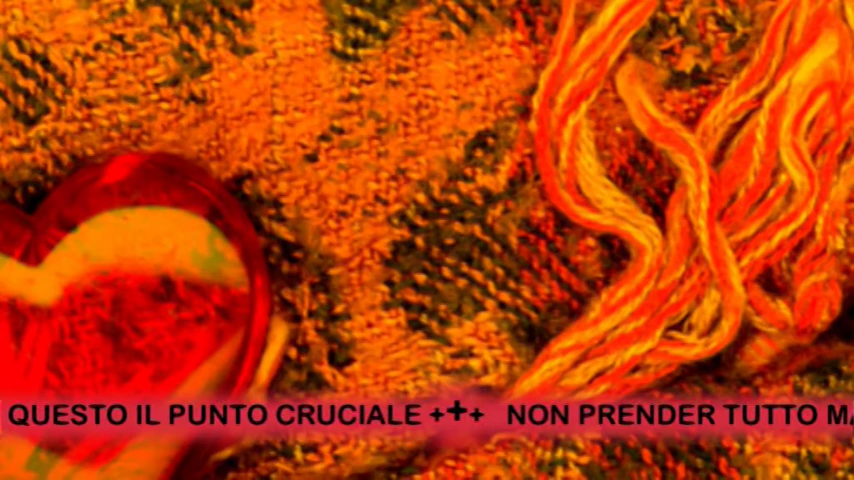 QUESTO IL PUNTO CRUCIALE +++ NON PRENDER TUTTO